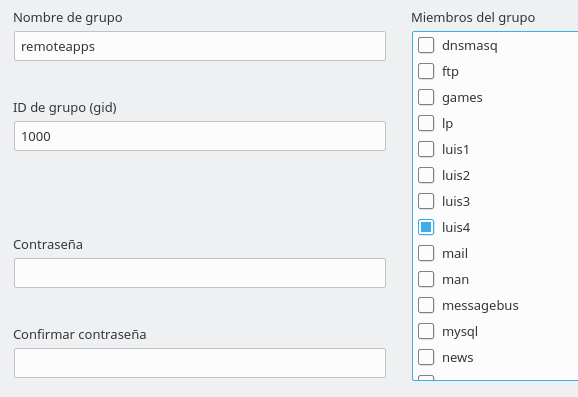 Nombre de grupo
remoteapps
ID de grupo (gid)
1000
Contraseña
Confirmar contraseña
Miembros del grupo
dnsmasq
ftp
games
lp
luis1
luis2
luis3
luis4
mail
man
messagebus
mysql
news